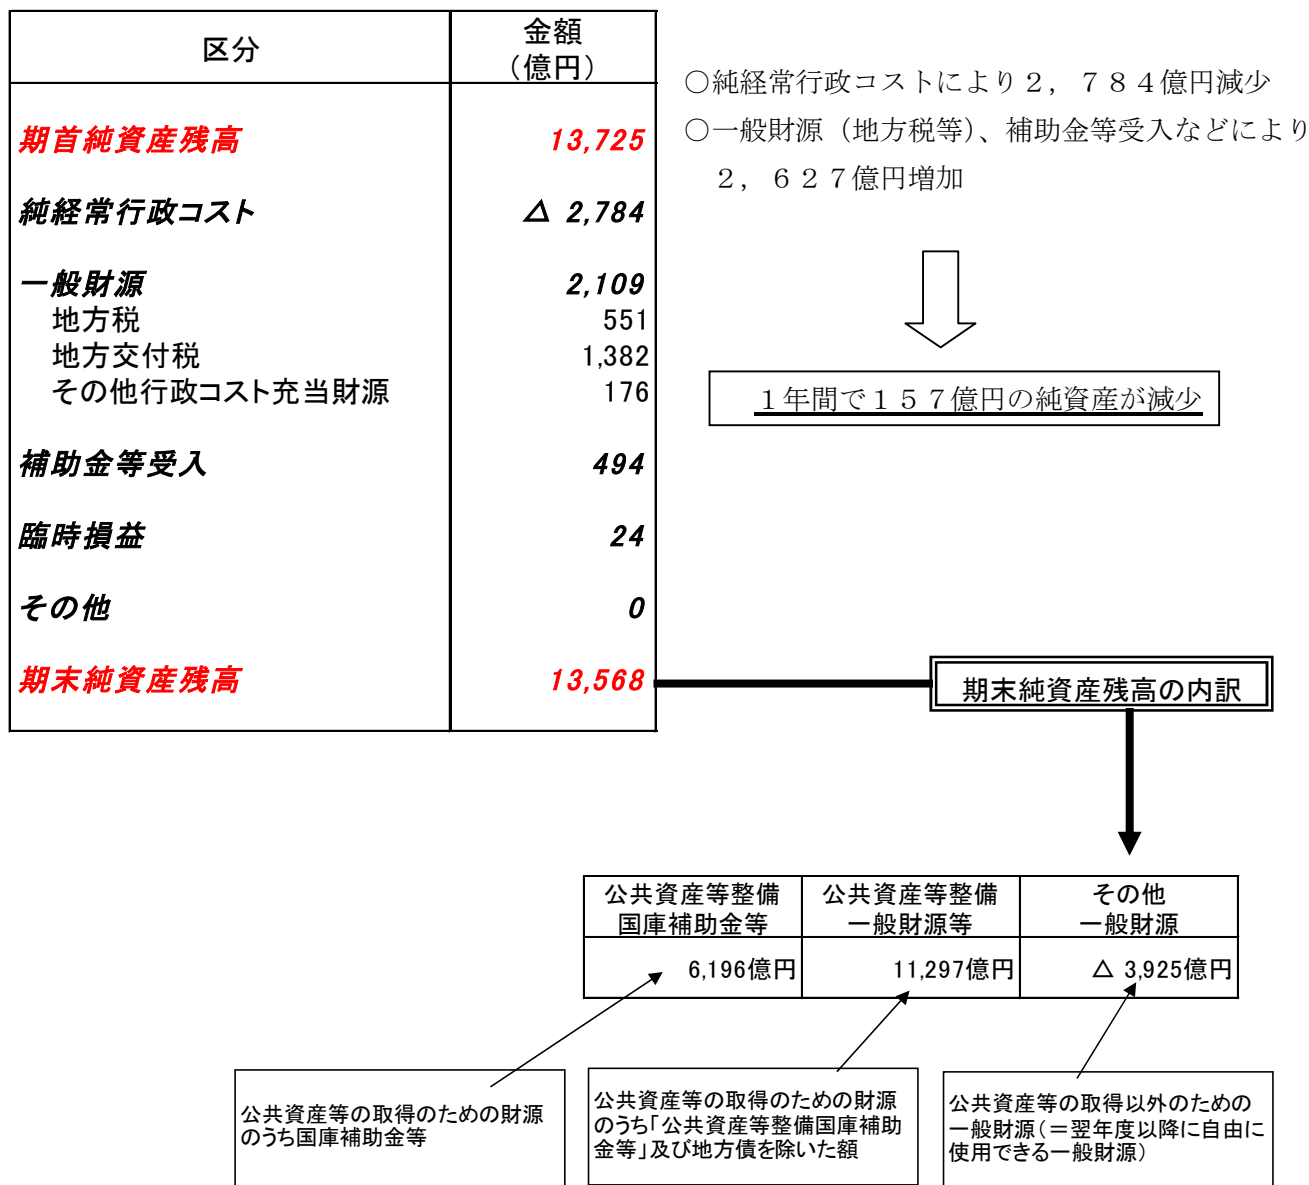 区分 金額
（億円）
期首純資産残高 13,725
純経常行政コスト △ 2,784
一般財源 2,109
地方税 551
地方交付税 1,382
その他行政コスト充当財源 176
補助金等受入 494
臨時損益 24
その他 0
期末純資産残高 13,568
○純経常行政コストにより２，７８４億円減少
○一般財源（地方税等）、補助金等受入などにより
２，６２７億円増加
１年間で１５７億円の純資産が減少
期末純資産残高の内訳
公共資産等整備
国庫補助金等
公共資産等整備
一般財源等
その他
一般財源
6,196億円 11,297億円 △ 3,925億円
公共資産等の取得のための財源
のうち国庫補助金等
公共資産等の取得のための財源
のうち「公共資産等整備国庫補助
金等」及び地方債を除いた額
公共資産等の取得以外のための
一般財源（＝翌年度以降に自由に
使用できる一般財源）